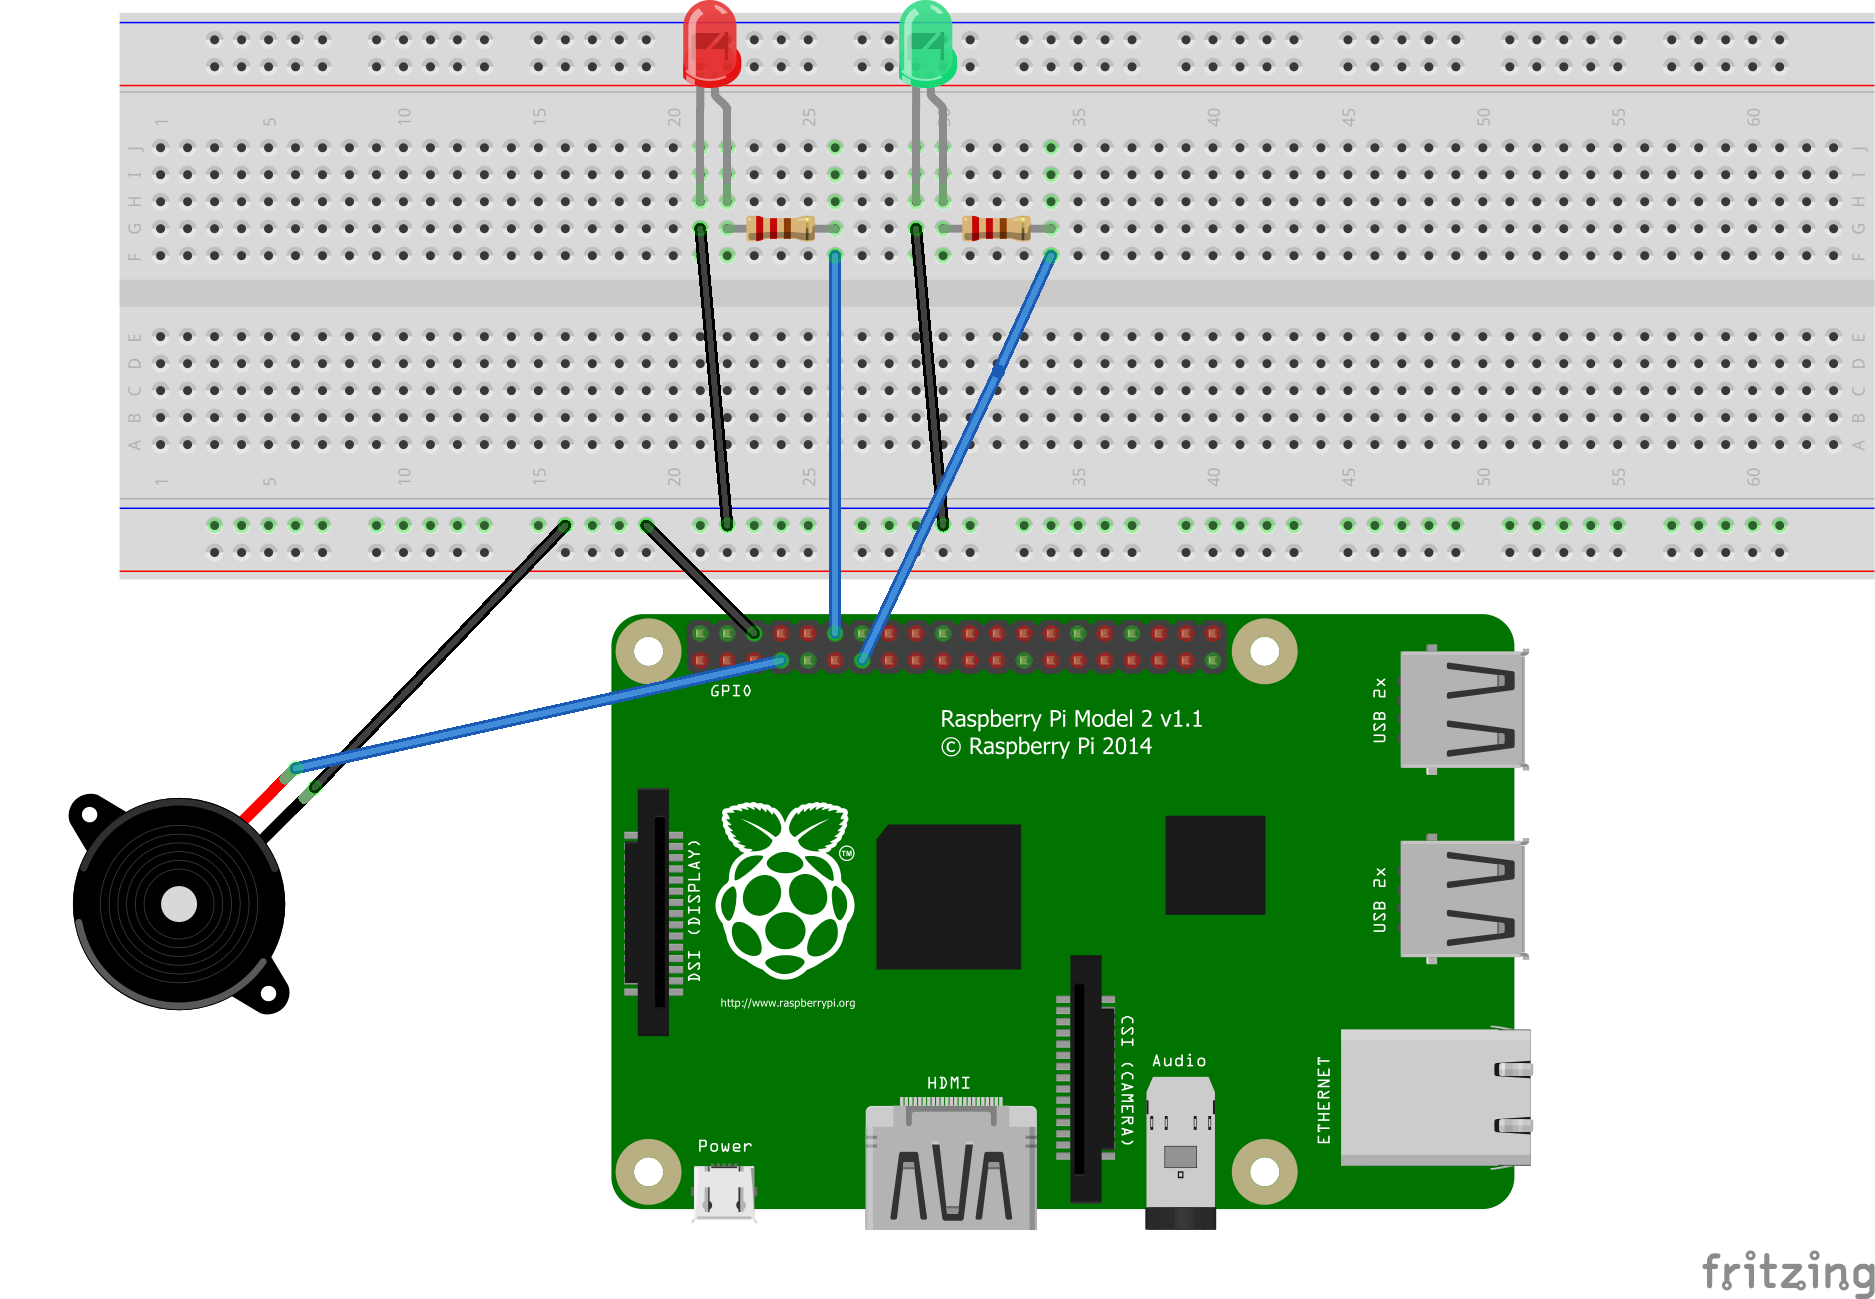 1 5 10 15 20 25 30 35 40 45 50 55 60
J J
I I
H H
G G
F F
E E
D D
C C
B B
A A
1 5 10 15 20 25 35 40 45 50 55 60
GPIO
Raspberry Pi Model 2 v1.1
© Raspberry Pi 2014
USB 2x
TM
DSI (DISPLAY)
USB 2x
http://www.raspberrypi.org
CSI (CAMERA)
Audio
ETHERNET
HDMI
Power
fritzing